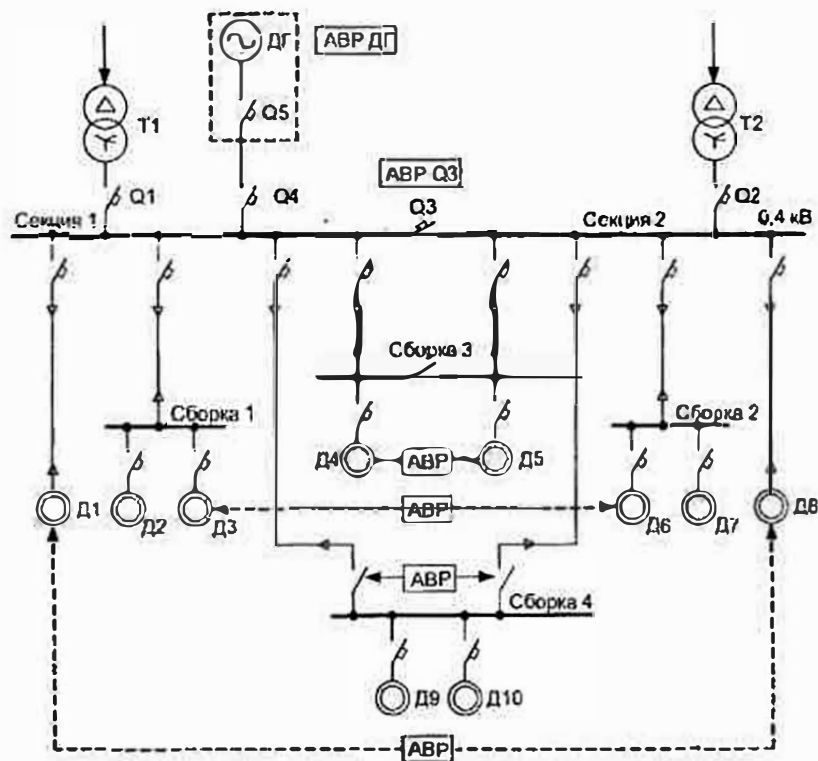 ДГ
АВР ДГ
Т1
Q5
Т2
АВР Q3
Q1
Q4
Q3
Q2
Секция 1
Секция 2
0,4 кВ
Сборка 3
Сборка 1
Сборка 2
Д4
АВР
Д5
Д1
Д2
Д3
АВР
Д6
Д7
Д8
АВР
Сборка 4
Д9
Д10
АВР